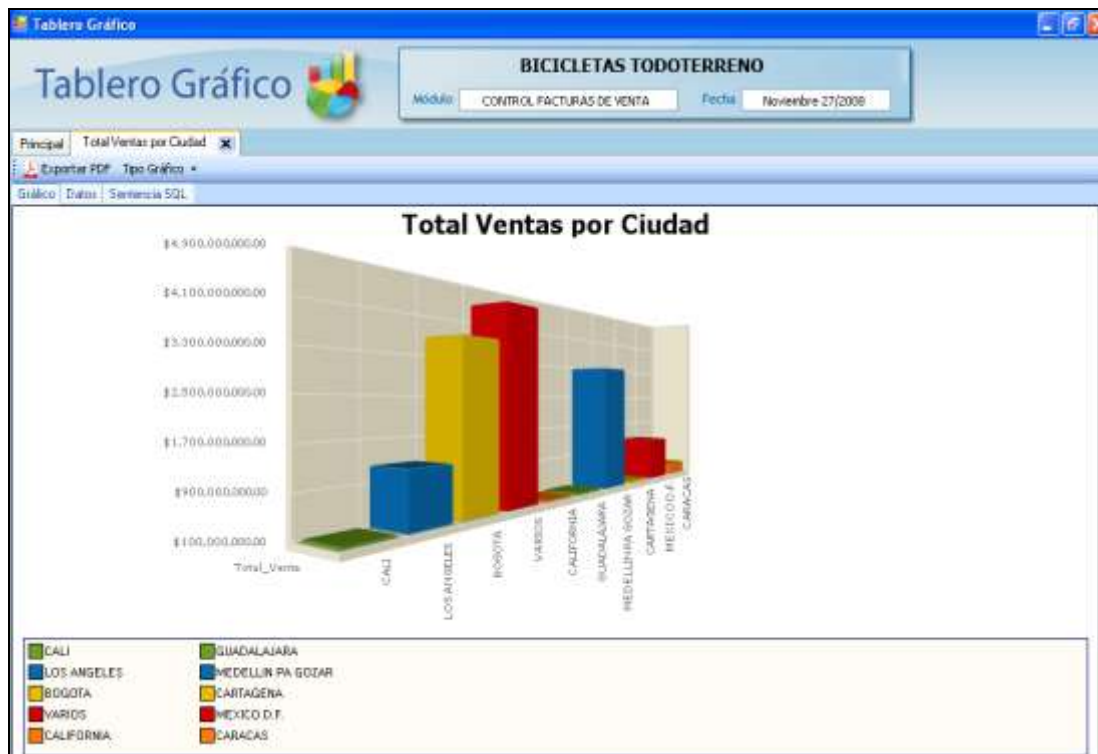 Tablero Gráfico
Tablero Gráfico
BICICLETAS TODOTERRENO
Módulo CONTROL FACTURAS DE VENTA Fecha Noviembre 27/2008
Principal Total Ventas por Ciudad
Exportar PDF Tipo Gráfico
Gráfico Datos Sentencia SQL
Total Ventas por Ciudad
$4,900,000,000.00
$4,100,000,000.00
$3,300,000,000.00
$2,500,000,000.00
$1,700,000,000.00
$900,000,000.00
$100,000,000.00
Total_Venta
CALI
LOS ANGELES
BOGOTA
VARIOS
CALIFORNIA
GUADALAJARA
MEDELLIN PA GOZAR
CARTAGENA
MEXICO D.F.
CARACAS
CALI
LOS ANGELES
BOGOTA
VARIOS
CALIFORNIA
GUADALAJARA
MEDELLIN PA GOZAR
CARTAGENA
MEXICO D.F.
CARACAS